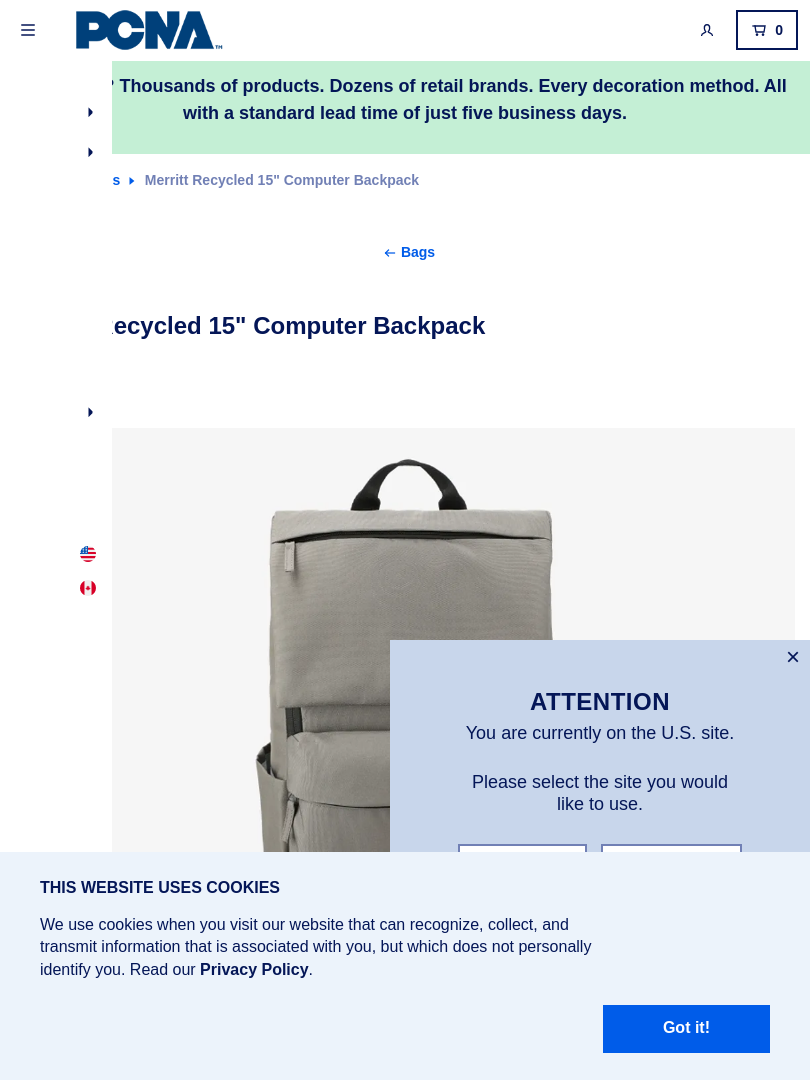 PCNA™
0
? Thousands of products. Dozens of retail brands. Every decoration method. All
with a standard lead time of just five business days.
s Merritt Recycled 15" Computer Backpack
← Bags
ecycled 15" Computer Backpack
×
ATTENTION
You are currently on the U.S. site.
Please select the site you would
like to use.
THIS WEBSITE USES COOKIES
We use cookies when you visit our website that can recognize, collect, and
transmit information that is associated with you, but which does not personally
identify you. Read our Privacy Policy.
Got it!